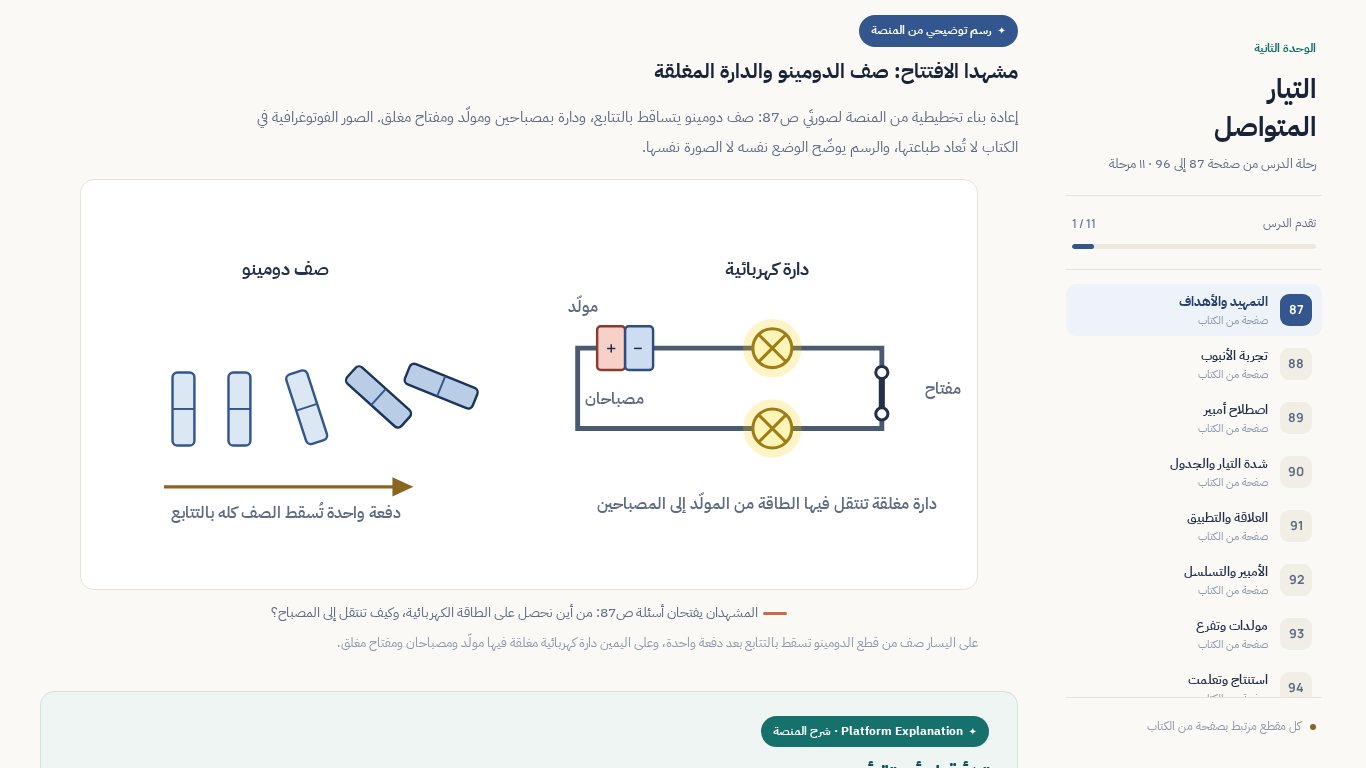 الوحدة الثانية
التيار
المتواصل
رحلة الدرس من صفحة 87 إلى 96 · ١١ مرحلة
تقدم الدرس
1 / 11
87
التمهيد والأهداف
صفحة من الكتاب
88
تجربة الأنبوب
صفحة من الكتاب
89
اصطلاح أمبير
صفحة من الكتاب
90
شدة التيار والجدول
صفحة من الكتاب
91
العلاقة والتطبيق
صفحة من الكتاب
92
الأمبير والتسلسل
صفحة من الكتاب
93
مولدات وتفرع
صفحة من الكتاب
94
استنتاج وتعلمت
كل مقطع مرتبط بصفحة من الكتاب
✦ رسم توضيحي من المنصة
مشهدا الافتتاح: صف الدومينو والدارة المغلقة
إعادة بناء تخطيطية من المنصة لصورتَي ص87: صف دومينو يتساقط بالتتابع، ودارة بمصباحين ومولّد ومفتاح مغلق. الصور الفوتوغرافية في
الكتاب لا تُعاد طباعتها، والرسم يوضّح الوضع نفسه لا الصورة نفسها.
دارة كهربائية
مولّد
+ −
مفتاح
مصباحان
دارة مغلقة تنتقل فيها الطاقة من المولّد إلى المصباحين
صف دومينو
دفعة واحدة تُسقط الصف كله بالتتابع
المشهدان يفتحان أسئلة ص87: من أين نحصل على الطاقة الكهربائية، وكيف تنتقل إلى المصباح؟
على اليسار صف من قطع الدومينو تسقط بالتتابع بعد دفعة واحدة، وعلى اليمين دارة كهربائية مغلقة فيها مولّد ومصباحان ومفتاح مغلق.
✦ Platform Explanation · شرح المنصة